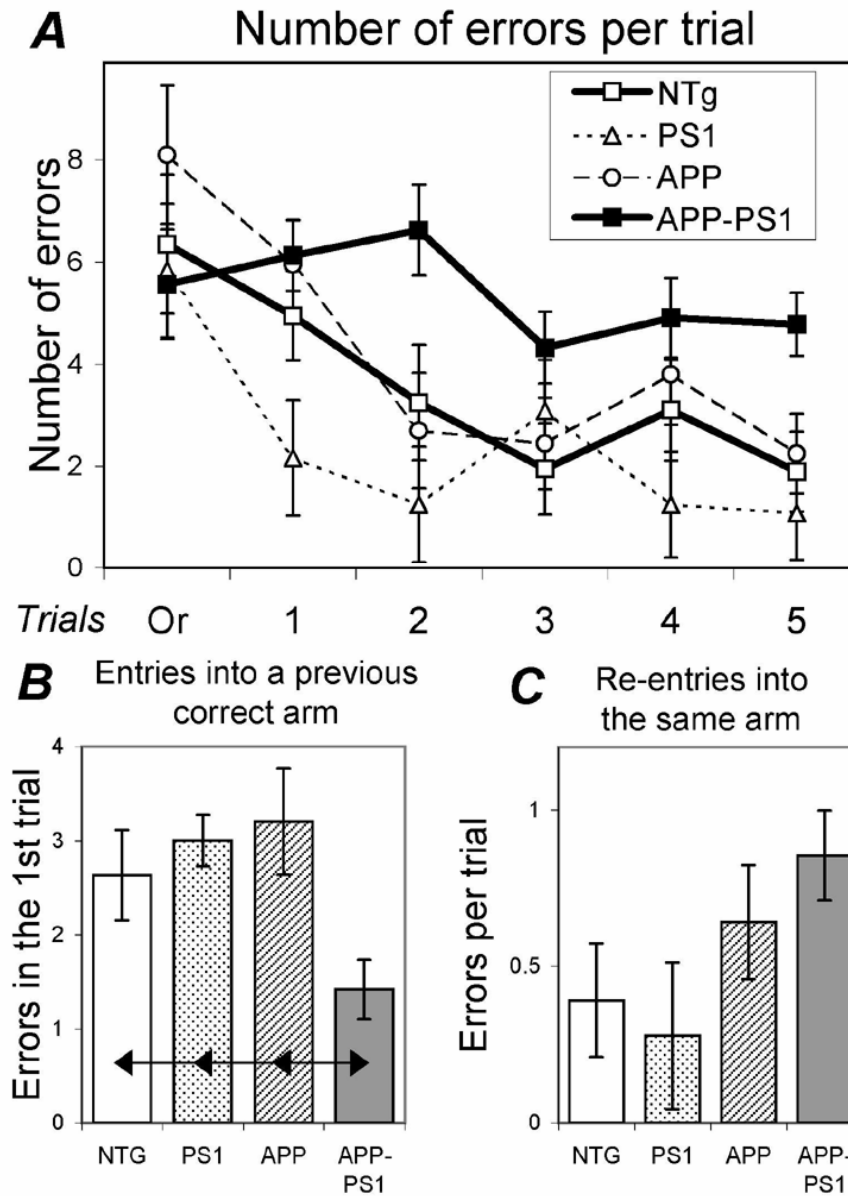 A Number of errors per trial
NTg
PS1
APP
APP-PS1
Number of errors
8
6
4
2
0
Trials Or 1 2 3 4 5
B Entries into a previous
correct arm
Errors in the 1st trial
4
3
2
1
0
NTG PS1 APP APP-
PS1
C Re-entries into
the same arm
Errors per trial
1
0.5
0
NTG PS1 APP APP-
PS1